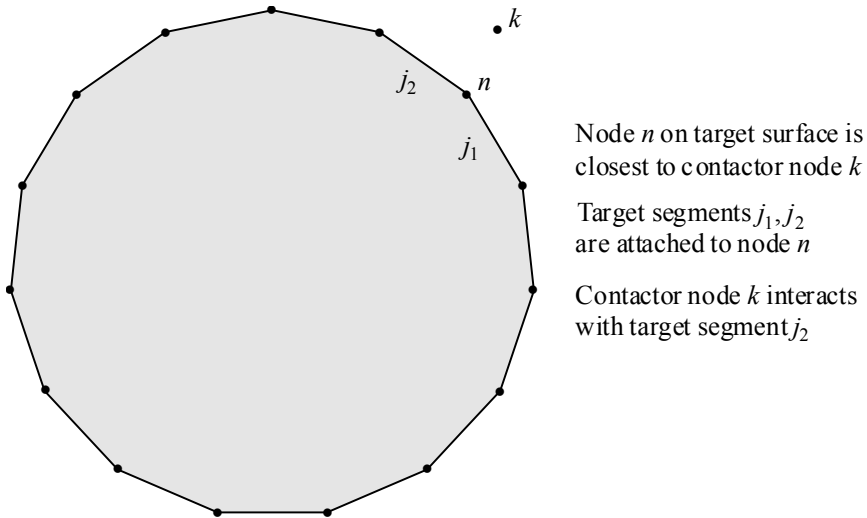 k
j₂
n
j₁
Node n on target surface is
closest to contactor node k
Target segments j₁, j₂
are attached to node n
Contactor node k interacts
with target segment j₂